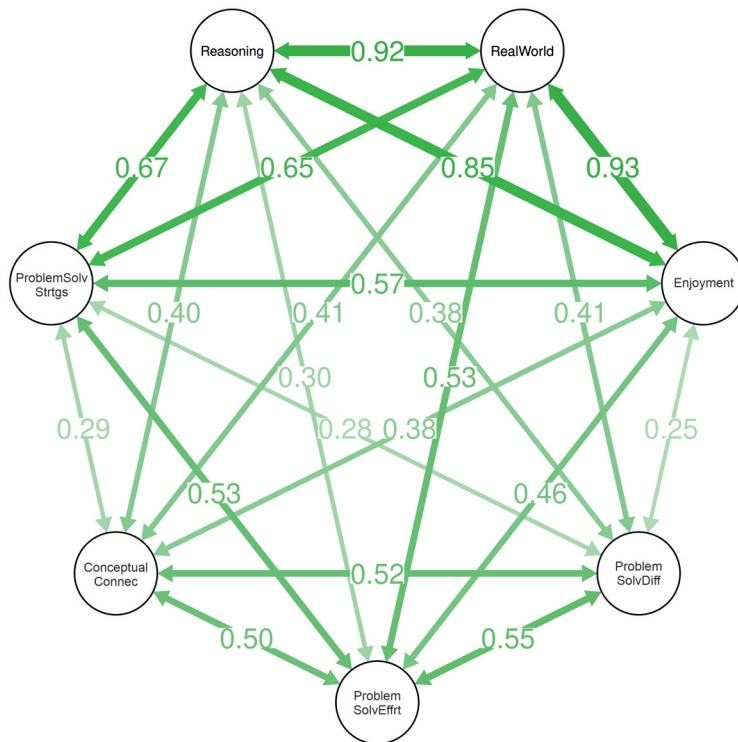 Reasoning
0.92
RealWorld
0.67
0.65
0.85
0.93
ProblemSolv
Strtgs
0.57
Enjoyment
0.40
0.41
0.38
0.41
0.30
0.53
0.29
0.28
0.38
0.25
0.53
0.46
Conceptual
Connec
0.52
Problem
SolvDiff
0.50
0.55
Problem
SolvEffrt